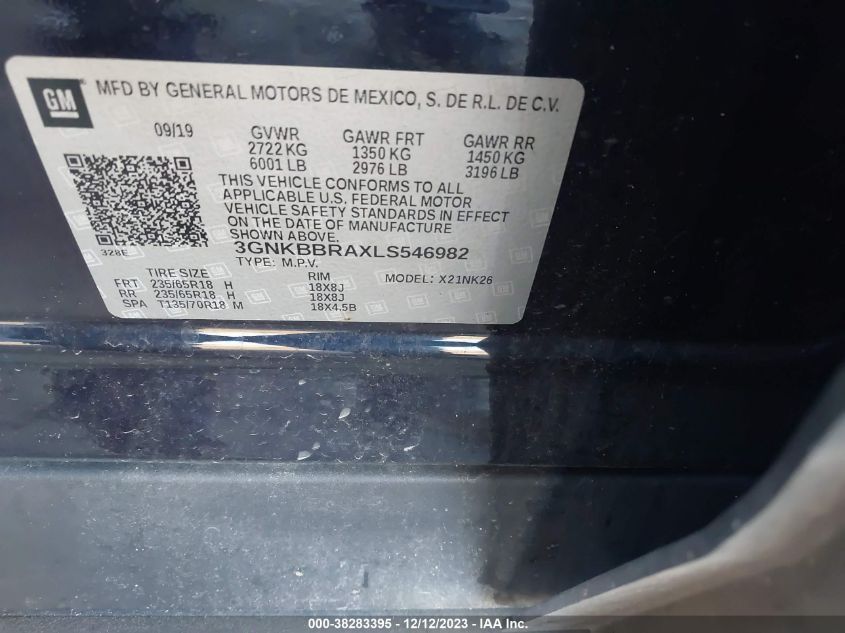 GM
MFD BY GENERAL MOTORS DE MEXICO, S. DE R.L. DE C.V.
09/19 GVWR GAWR FRT GAWR RR
2722 KG 1350 KG 1450 KG
6001 LB 2976 LB 3196 LB
THIS VEHICLE CONFORMS TO ALL
APPLICABLE U.S. FEDERAL MOTOR
VEHICLE SAFETY STANDARDS IN EFFECT
ON THE DATE OF MANUFACTURE
SHOWN ABOVE.
328E
3GNKBBRAXLS546982
TYPE: M.P.V. MODEL: X21NK26
TIRE SIZE RIM
FRT 235/65R18 H 18X8J
RR 235/65R18 H 18X8J
SPA T135/70R18 M 18X4.5B
000-38283395 - 12/12/2023 - IAAI.com